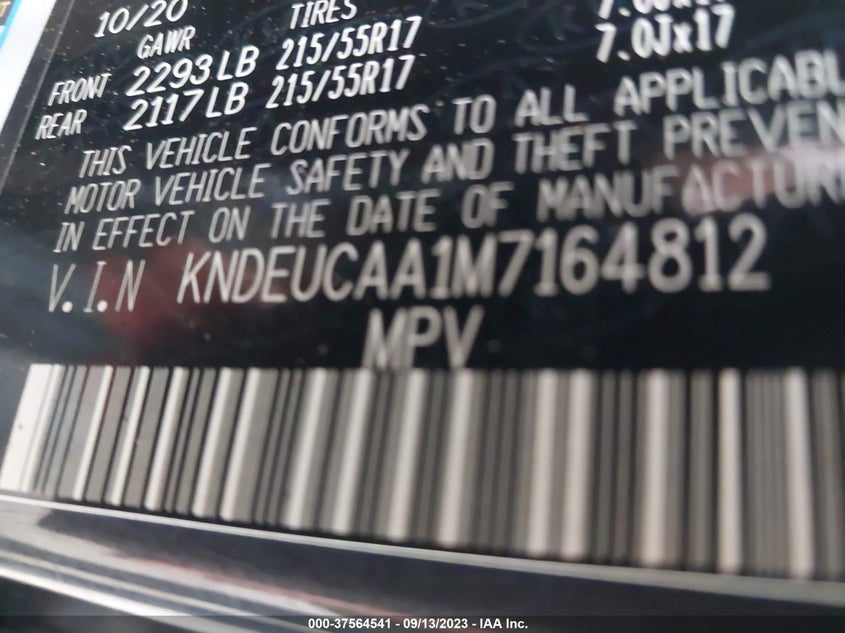 10/20 TIRES
GAWR
FRONT 2293LB 215/55R17
REAR 2117LB 215/55R17 7.0Jx17
THIS VEHICLE CONFORMS TO ALL APPLICABL
MOTOR VEHICLE SAFETY AND THEFT PREVEN
IN EFFECT ON THE DATE OF MANUFACTUR
V.I.N KNDEUCAA1M7164812
MPV
000-37564541 - 09/13/2023 - IAA Inc.